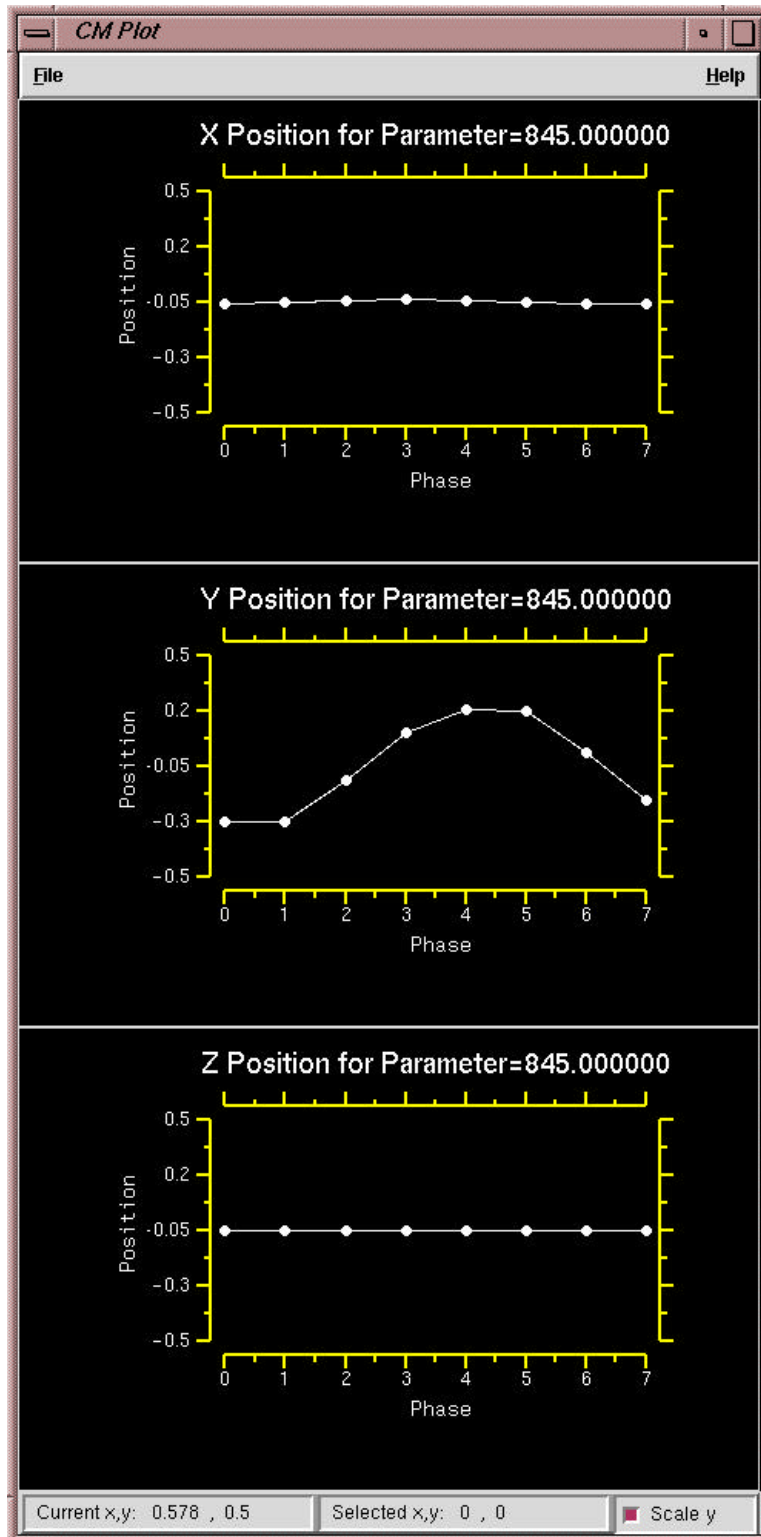 CM Plot
File Help
X Position for Parameter=845.000000
0.5
0.2
-0.05
-0.3
-0.5
Position
0 1 2 3 4 5 6 7
Phase
Y Position for Parameter=845.000000
0.5
0.2
-0.05
-0.3
-0.5
Position
0 1 2 3 4 5 6 7
Phase
Z Position for Parameter=845.000000
0.5
0.2
-0.05
-0.3
-0.5
Position
0 1 2 3 4 5 6 7
Phase
Current x,y: 0.578 , 0.5 Selected x,y: 0 , 0 Scale y